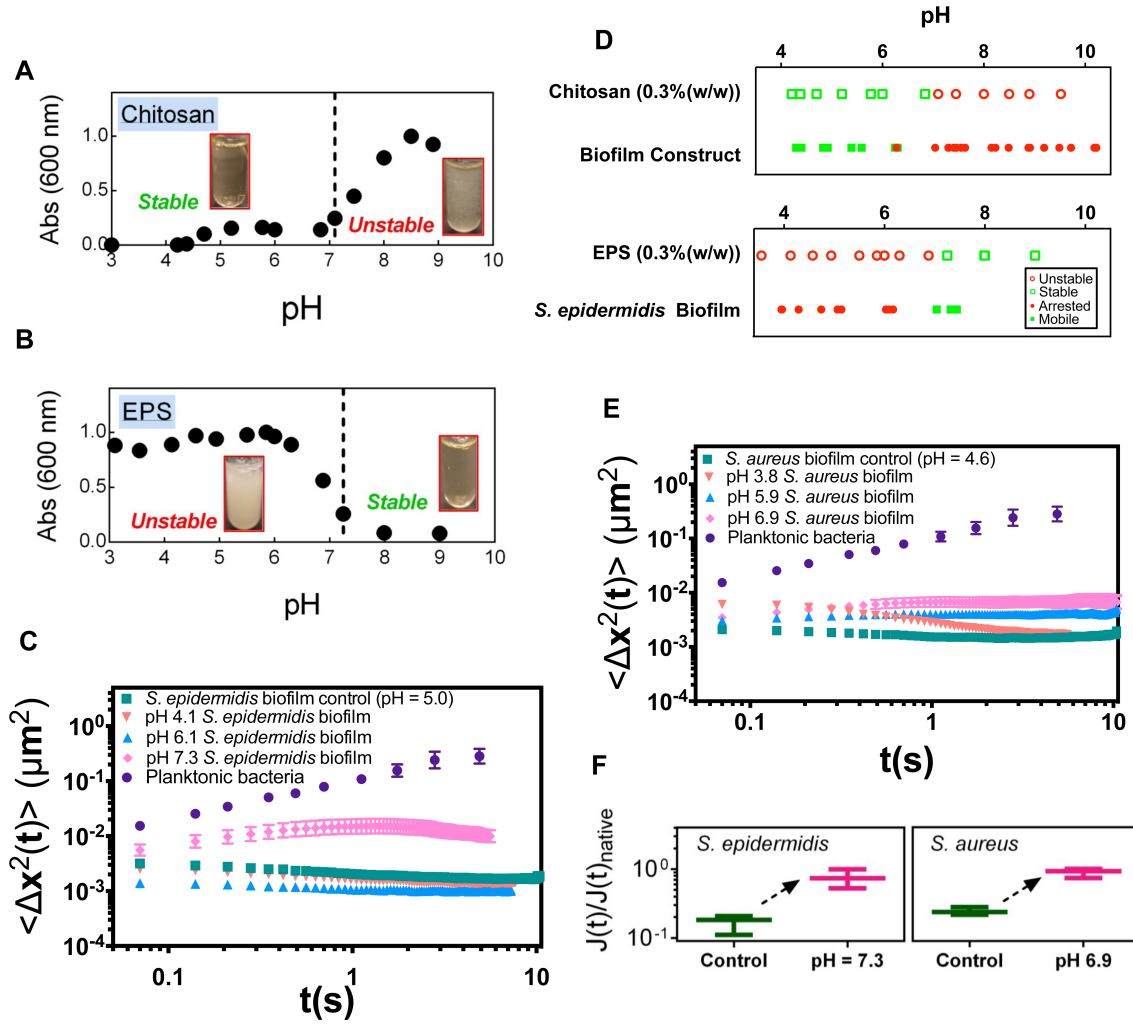 A
Chitosan
Stable
Unstable
Abs (600 nm)
1.0
0.5
0.0
3 4 5 6 7 8 9 10
pH
B
EPS
Unstable
Stable
Abs (600 nm)
1.0
0.5
0.0
3 4 5 6 7 8 9 10
pH
C
S. epidermidis biofilm control (pH = 5.0)
pH 4.1 S. epidermidis biofilm
pH 6.1 S. epidermidis biofilm
pH 7.3 S. epidermidis biofilm
Planktonic bacteria
<Δx²(t)> (μm²)
10⁰
10⁻¹
10⁻²
10⁻³
10⁻⁴
0.1 1 10
t(s)
D
pH
4 6 8 10
Chitosan (0.3%(w/w))
Biofilm Construct
4 6 8 10
EPS (0.3%(w/w))
S. epidermidis Biofilm
Unstable
Stable
Arrested
Mobile
E
S. aureus biofilm control (pH = 4.6)
pH 3.8 S. aureus biofilm
pH 5.9 S. aureus biofilm
pH 6.9 S. aureus biofilm
Planktonic bacteria
<Δx²(t)> (μm²)
10⁰
10⁻¹
10⁻²
10⁻³
10⁻⁴
0.1 1 10
t(s)
F
S. epidermidis
S. aureus
J(t)/J(t)native
10⁰
10⁻¹
Control pH = 7.3
Control pH 6.9